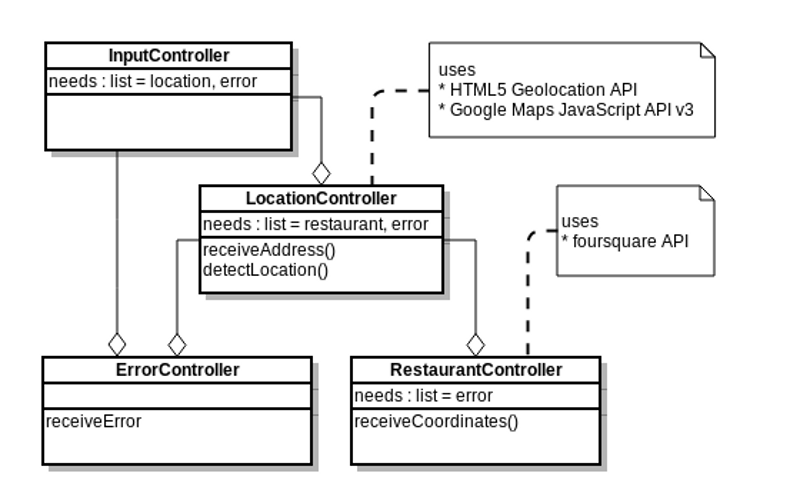 InputController
needs : list = location, error
uses
* HTML5 Geolocation API
* Google Maps JavaScript API v3
LocationController
needs : list = restaurant, error
receiveAddress()
detectLocation()
uses
* foursquare API
ErrorController
receiveError
RestaurantController
needs : list = error
receiveCoordinates()